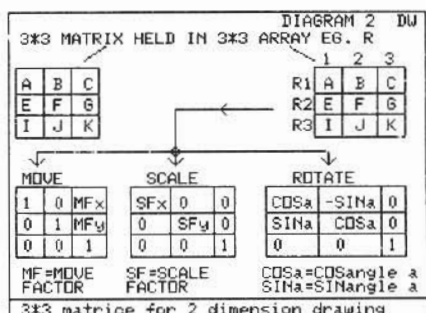 DIAGRAM 2 DW
3*3 MATRIX HELD IN 3*3 ARRAY EG. R
1 2 3
A B C R1 A B C
E F G R2 E F G
I J K R3 I J K
MOVE SCALE ROTATE
1 0 MFx SFx 0 0 COSa -SINa 0
0 1 MFy 0 SFy 0 SINa COSa 0
0 0 1 0 0 1 0 0 1
MF=MOVE SF=SCALE COSa=COSangle a
FACTOR FACTOR SINa=SINangle a
3*3 matrice for 2 dimension drawing